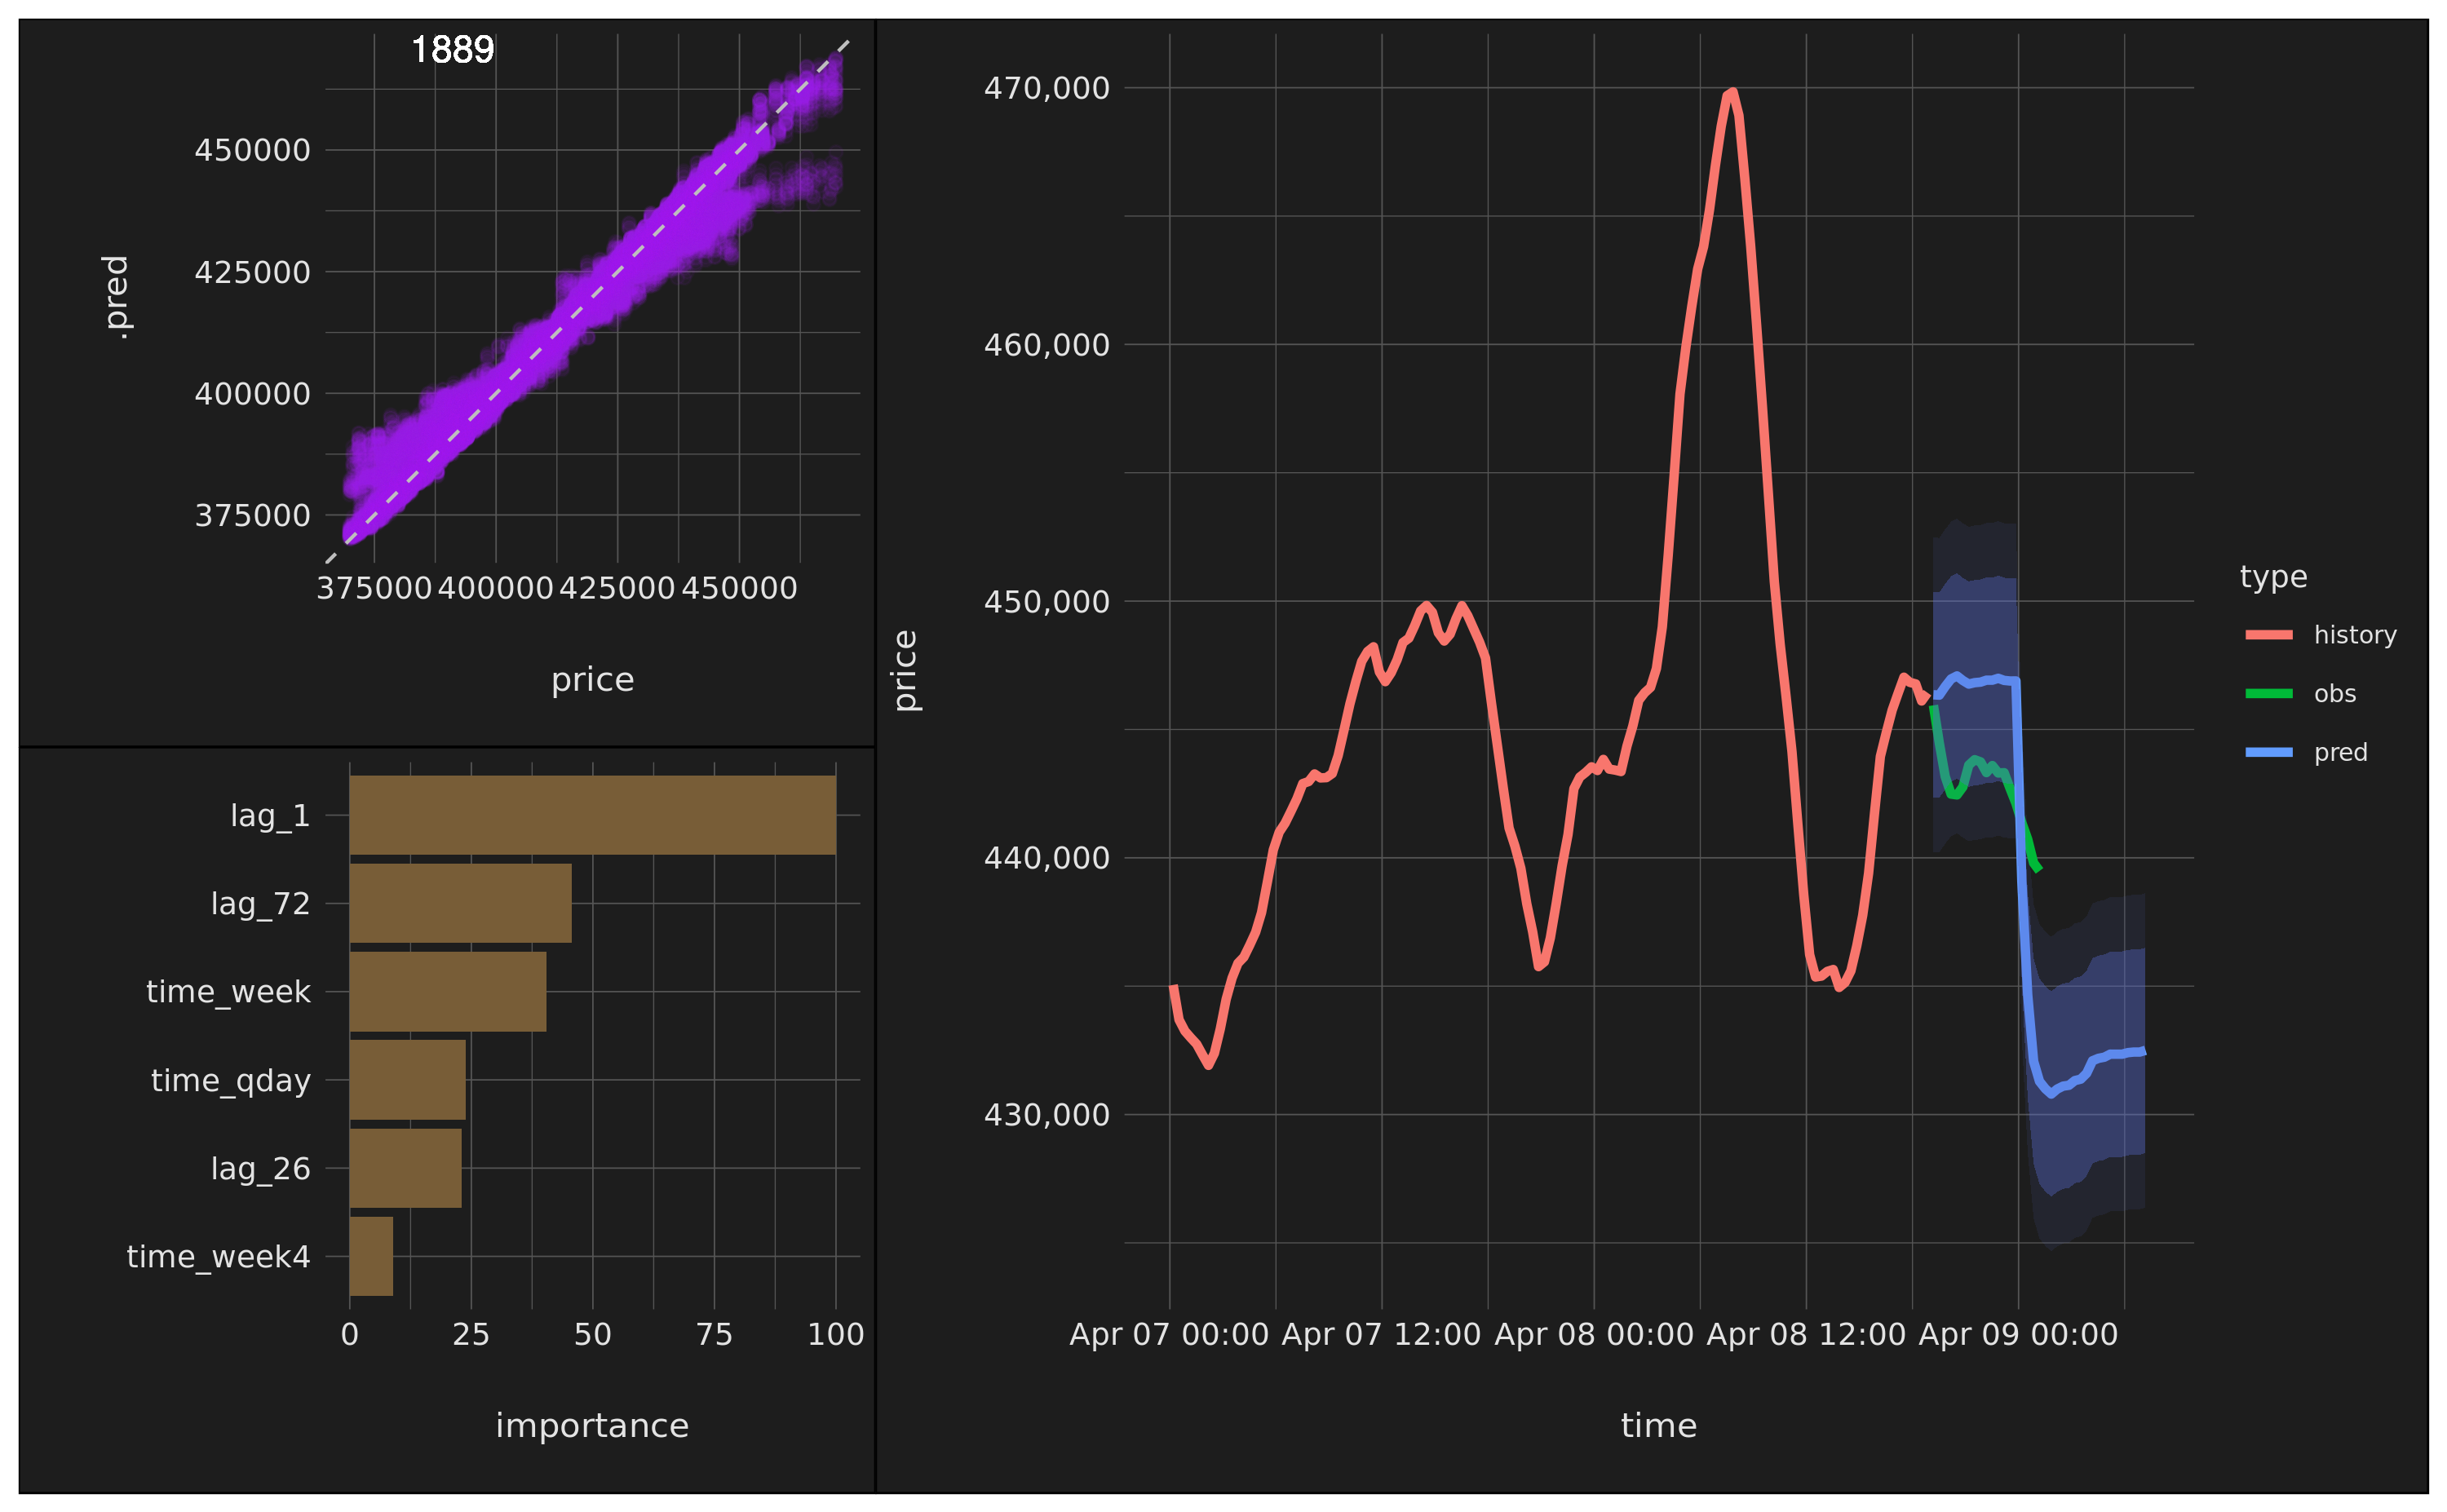 1889
450000
425000
400000
375000
.pred
375000 400000 425000 450000
price
lag_1
lag_72
time_week
time_qday
lag_26
time_week4
0 25 50 75 100
importance
470,000
460,000
450,000
440,000
430,000
price
Apr 07 00:00 Apr 07 12:00 Apr 08 00:00 Apr 08 12:00 Apr 09 00:00
time
type
history
obs
pred